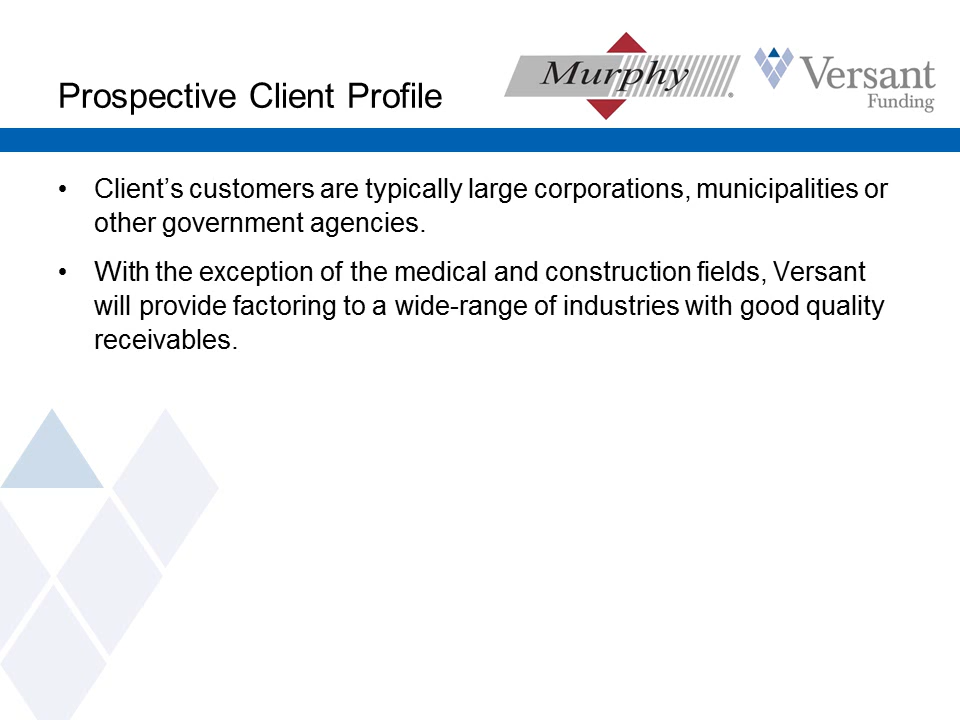 Prospective Client Profile
Murphy®
Versant
Funding
• Client’s customers are typically large corporations, municipalities or
other government agencies.
• With the exception of the medical and construction fields, Versant
will provide factoring to a wide-range of industries with good quality
receivables.